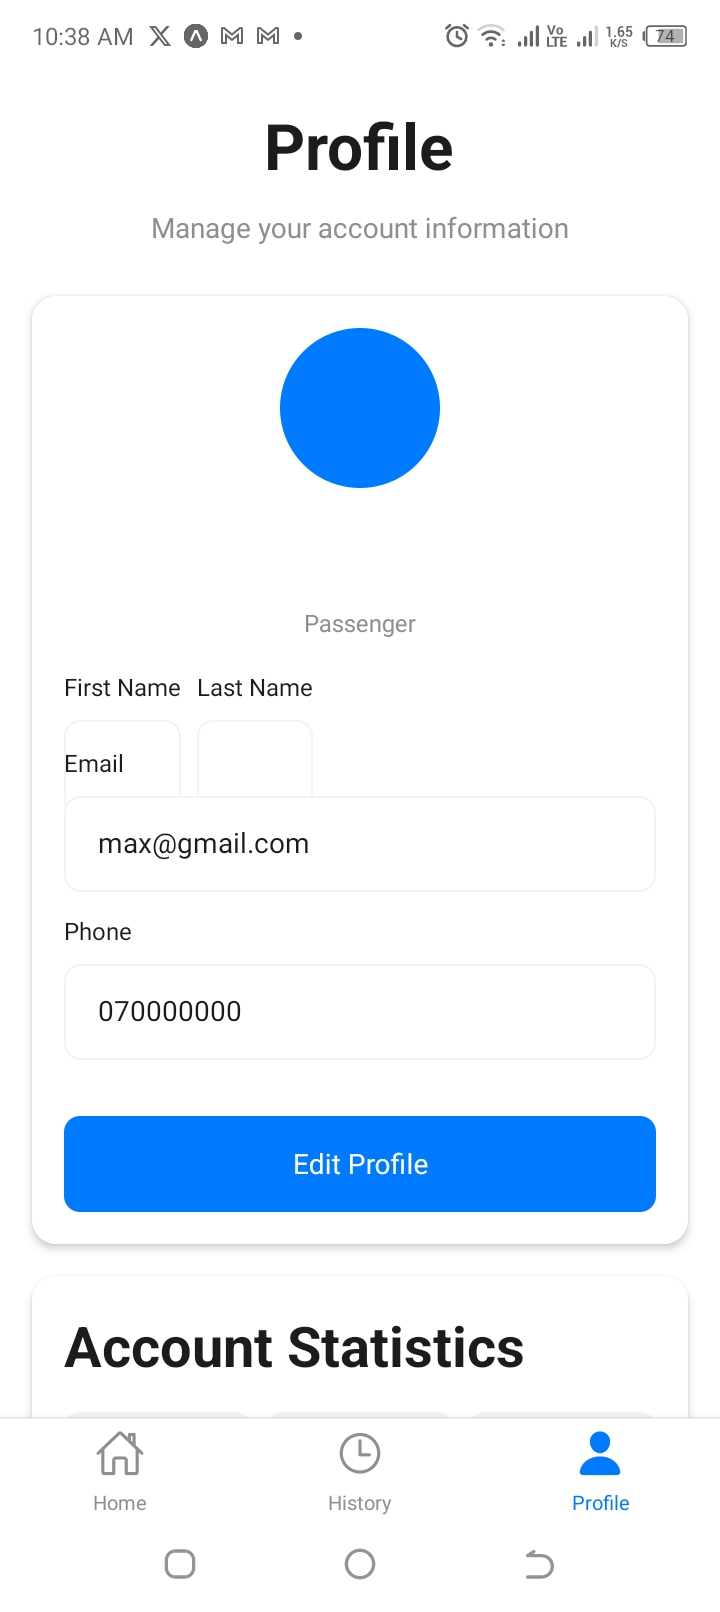 10:38 AM
Vo LTE
1.65 K/S
74
Profile
Manage your account information
Passenger
First Name Last Name
Email
max@gmail.com
Phone
070000000
Edit Profile
Account Statistics
Home History Profile